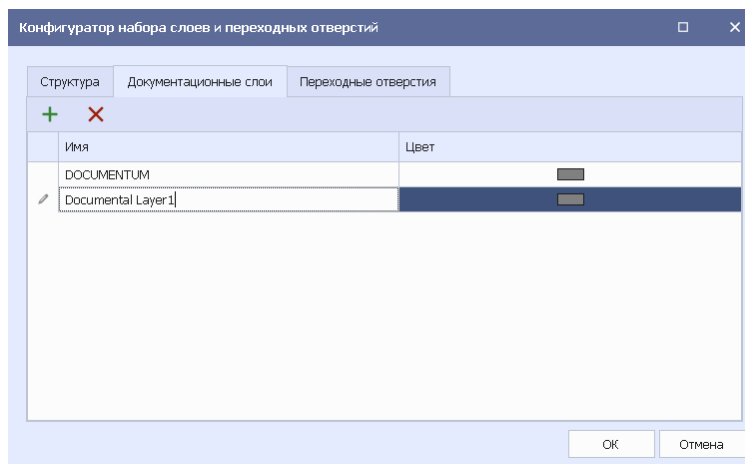 Конфигуратор набора слоев и переходных отверстий
Структура Документационные слои Переходные отверстия
Имя Цвет
DOCUMENTUM
Documental Layer1
ОК Отмена